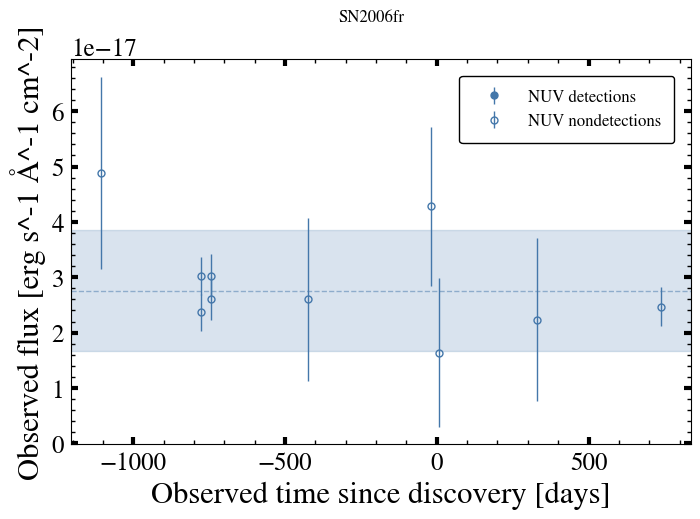 SN2006fr
1e−17
NUV detections
NUV nondetections
6
5
4
3
2
1
0
−1000
−500
0
500
Observed flux [erg s^-1 Å^-1 cm^-2]
Observed time since discovery [days]